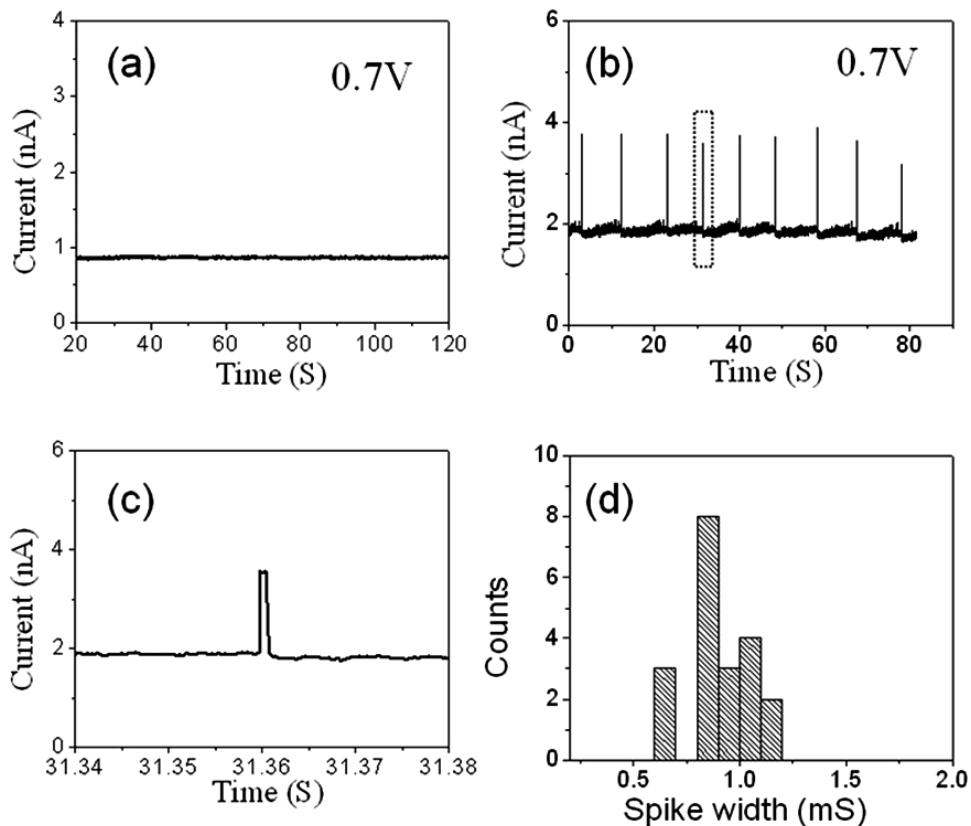 (a)
0.7V
4
3
2
1
0
Current (nA)
20 40 60 80 100 120
Time (S)
(b)
0.7V
6
4
2
0
Current (nA)
0 20 40 60 80
Time (S)
(c)
6
4
2
0
Current (nA)
31.34 31.35 31.36 31.37 31.38
Time (S)
(d)
10
8
6
4
2
0
Counts
0.5 1.0 1.5 2.0
Spike width (mS)